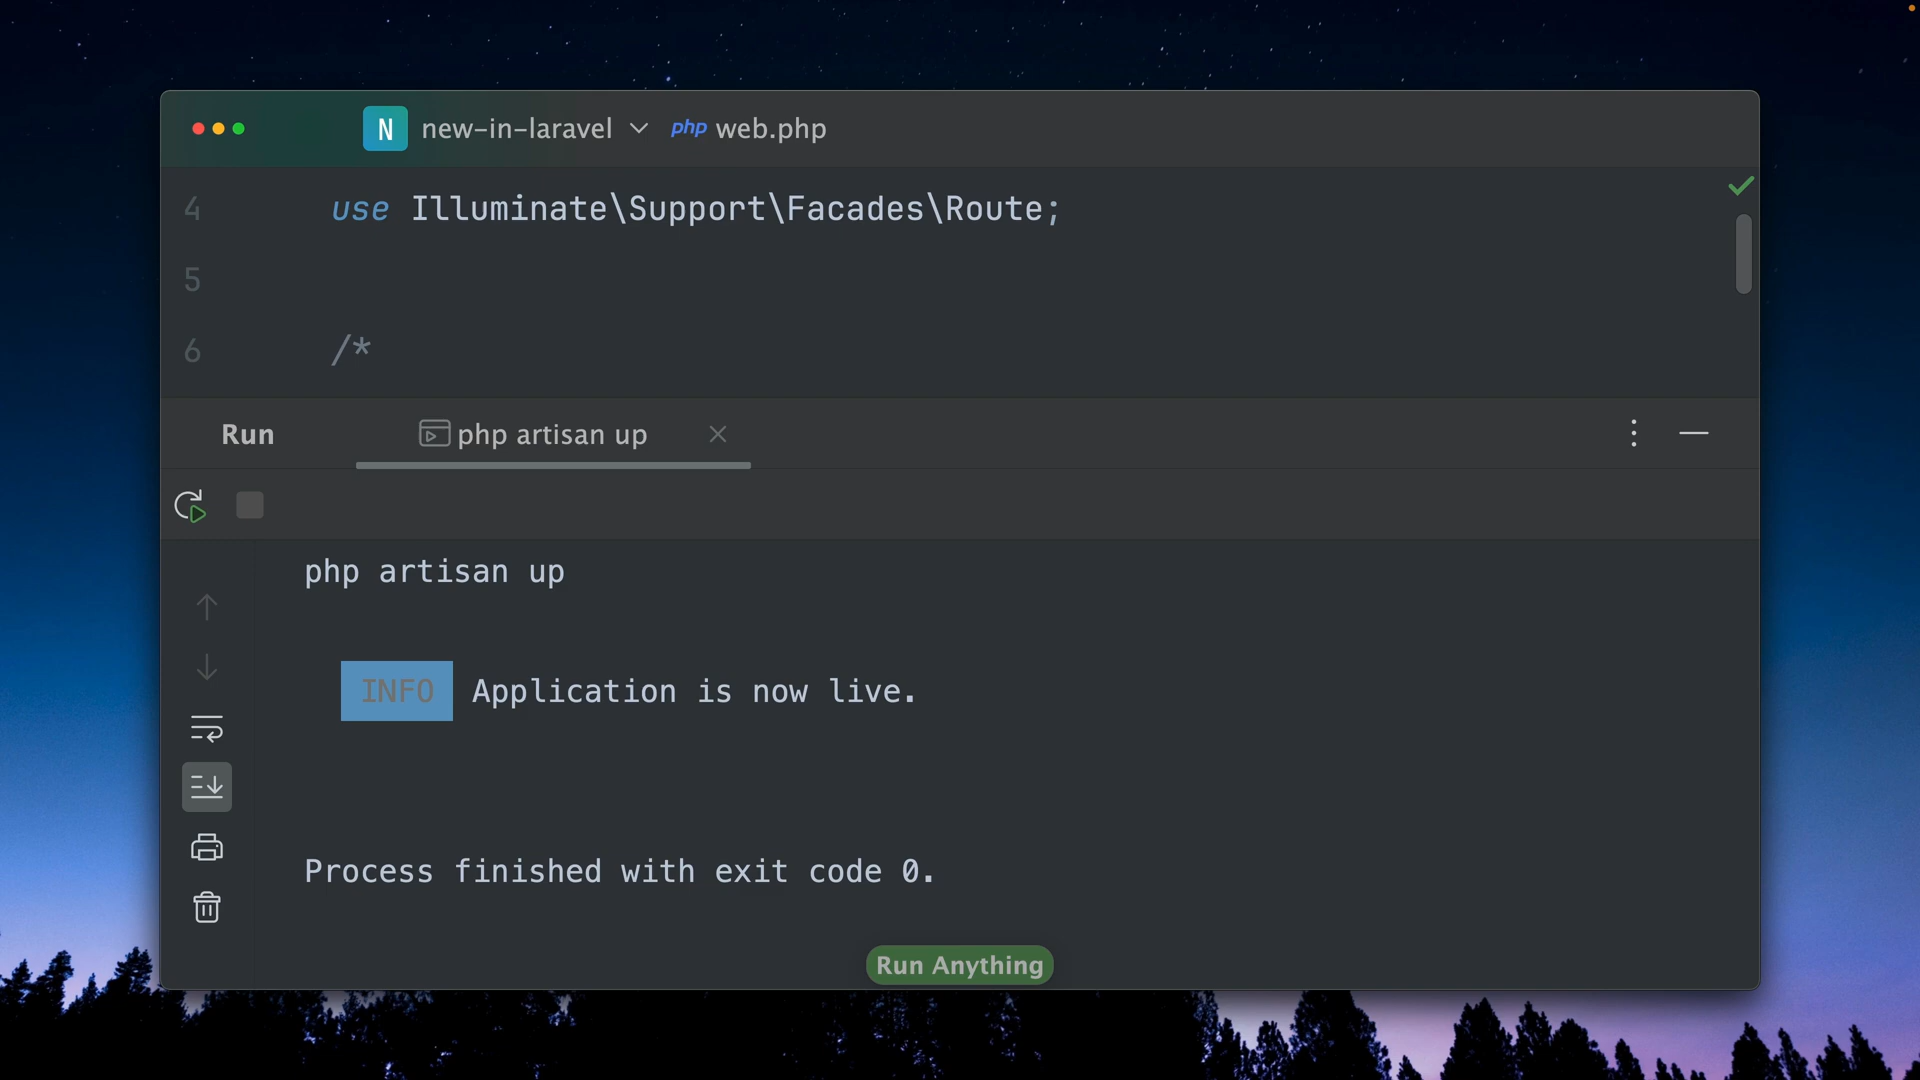 N new-in-laravel php web.php
4 use Illuminate\Support\Facades\Route;
5
6 /*
Run php artisan up
php artisan up
INFO Application is now live.
Process finished with exit code 0.
Run Anything